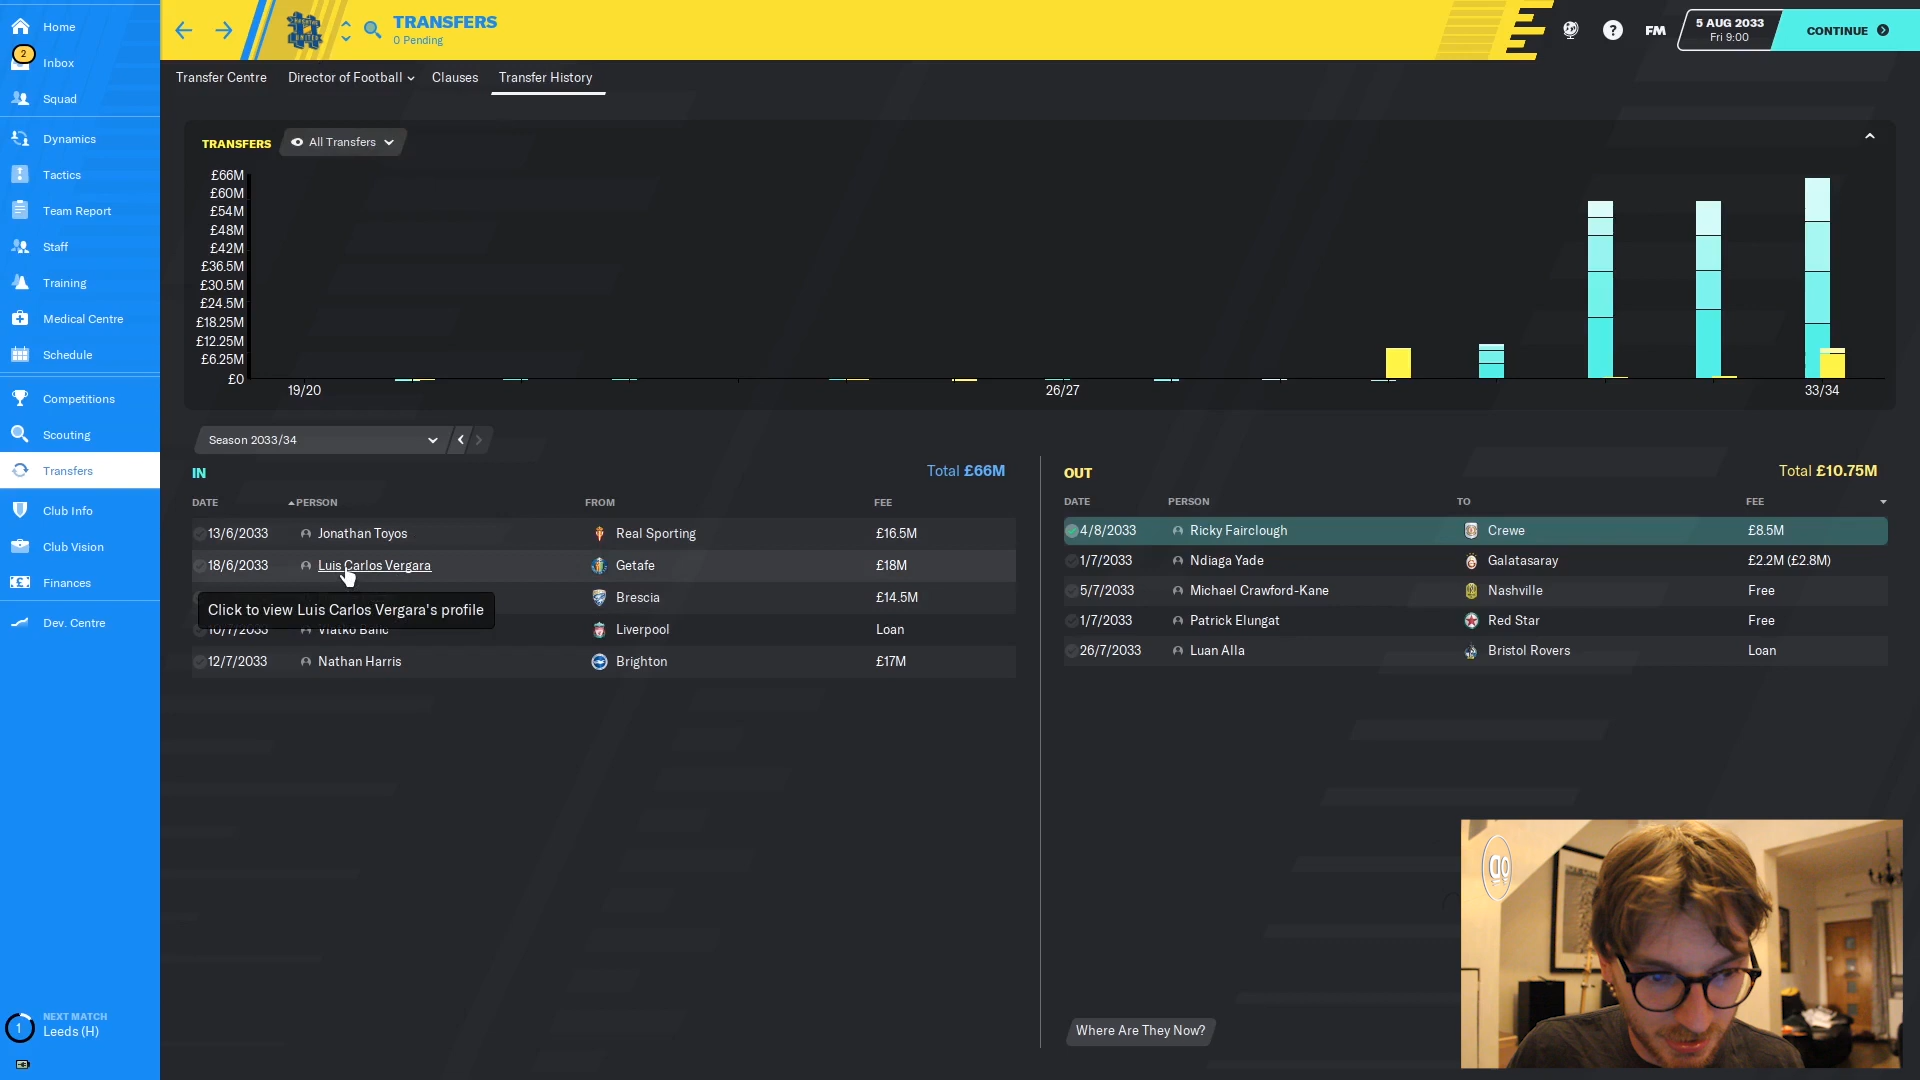 Home
2
Inbox
Squad
Dynamics
Tactics
Team Report
Staff
Training
Medical Centre
Schedule
Competitions
Scouting
Transfers
Club Info
Club Vision
Finances
Dev. Centre
1
NEXT MATCH
Leeds (H)
TRANSFERS
0 Pending
?
FM
5 AUG 2033
Fri 9:00
CONTINUE
Transfer Centre
Director of Football
Clauses
Transfer History
TRANSFERS
All Transfers
£66M
£60M
£54M
£48M
£42M
£36.5M
£30.5M
£24.5M
£18.25M
£12.25M
£6.25M
£0
19/20
26/27
33/34
Season 2033/34
IN
Total £66M
DATE PERSON FROM FEE
13/6/2033 Jonathan Toyos Real Sporting £16.5M
18/6/2033 Luis Carlos Vergara Getafe £18M
Brescia £14.5M
Click to view Luis Carlos Vergara's profile
10/7/2033 Vlatko Liverpool Loan
12/7/2033 Nathan Harris Brighton £17M
OUT
Total £10.75M
DATE PERSON TO FEE
4/8/2033 Ricky Fairclough Crewe £8.5M
1/7/2033 Ndiaga Yade Galatasaray £2.2M (£2.8M)
5/7/2033 Michael Crawford-Kane Nashville Free
1/7/2033 Patrick Elungat Red Star Free
26/7/2033 Luan Alla Bristol Rovers Loan
Where Are They Now?